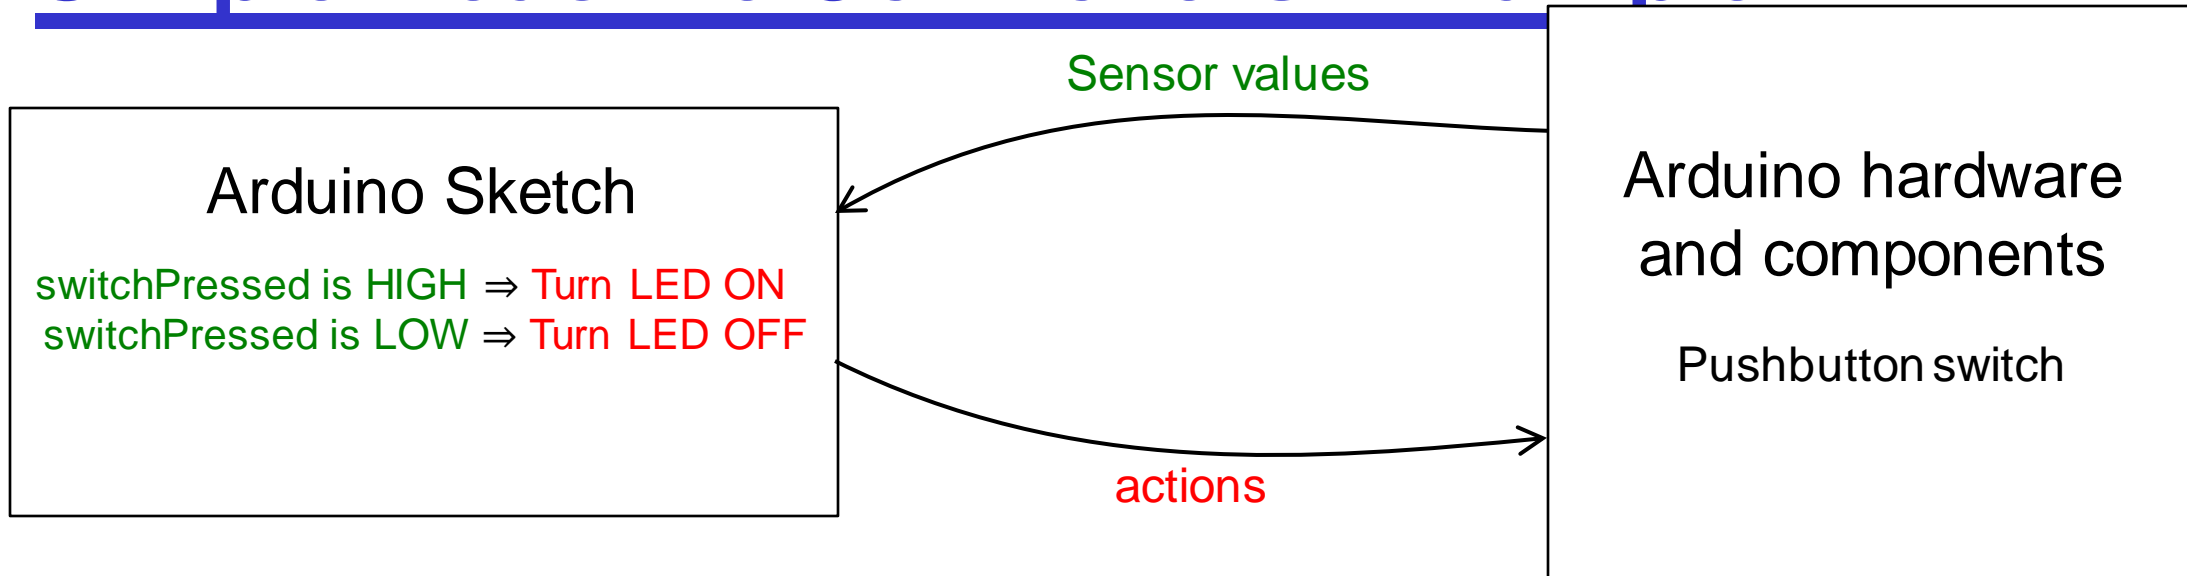 Sensor values
Arduino Sketch
switchPressed is HIGH ⇒ Turn LED ON
switchPressed is LOW ⇒ Turn LED OFF
actions
Arduino hardware
and components
Pushbutton switch